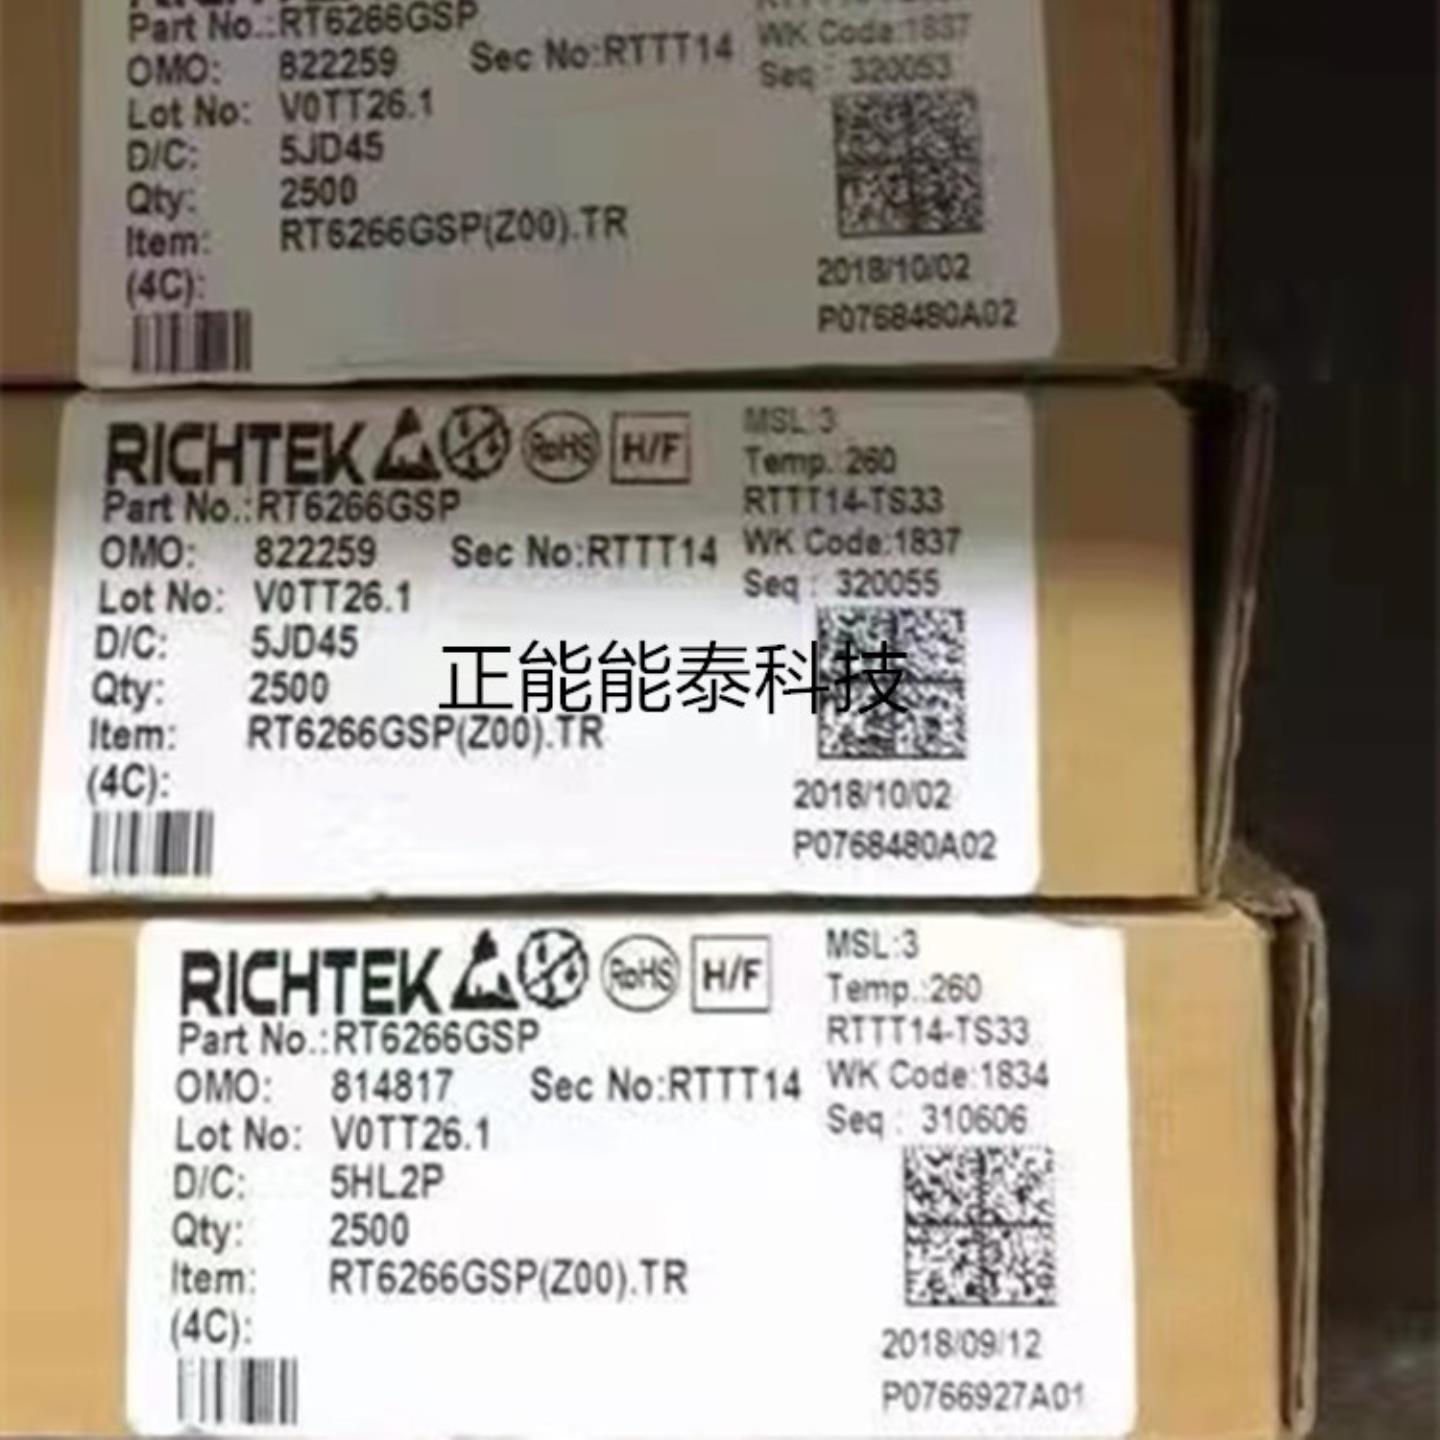 Part No.:RT6266GSP
OMO: 822259 Sec No:RTTT14
Lot No: V0TT26.1
D/C: 5JD45
Qty: 2500
Item: RT6266GSP(Z00).TR
(4C):
WK Code:1837
Seq : 320053
2018/10/02
P0768480A02
RICHTEK RoHS H/F
Part No.:RT6266GSP
OMO: 822259 Sec No:RTTT14
Lot No: V0TT26.1
D/C: 5JD45
Qty: 2500
Item: RT6266GSP(Z00).TR
(4C):
MSL:3
Temp.:260
RTTT14-TS33
WK Code:1837
Seq : 320055
2018/10/02
P0768480A02
正能能泰科技
RICHTEK RoHS H/F
Part No.:RT6266GSP
OMO: 814817 Sec No:RTTT14
Lot No: V0TT26.1
D/C: 5HL2P
Qty: 2500
Item: RT6266GSP(Z00).TR
(4C):
MSL:3
Temp.:260
RTTT14-TS33
WK Code:1834
Seq : 310606
2018/09/12
P0766927A01